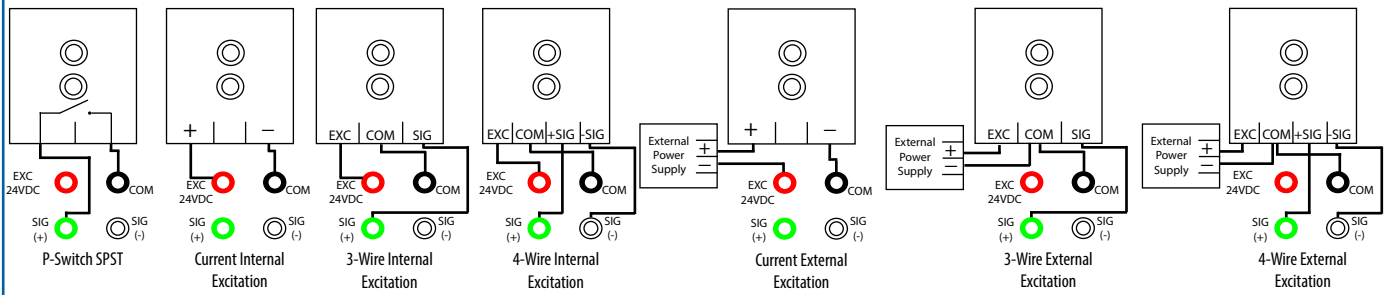 EXC
24VDC
COM
SIG
(+)
SIG
(-)
P-Switch SPST
+ −
EXC
24VDC
COM
SIG
(+)
SIG
(-)
Current Internal
Excitation
EXC COM SIG
EXC
24VDC
COM
SIG
(+)
SIG
(-)
3-Wire Internal
Excitation
EXC COM +SIG -SIG
EXC
24VDC
COM
SIG
(+)
SIG
(-)
4-Wire Internal
Excitation
External
Power
Supply
+
−
+ −
EXC
24VDC
COM
SIG
(+)
SIG
(-)
Current External
Excitation
External
Power
Supply
+
−
EXC COM SIG
EXC
24VDC
COM
SIG
(+)
SIG
(-)
3-Wire External
Excitation
External
Power
Supply
+
−
EXC COM +SIG -SIG
EXC
24VDC
COM
SIG
(+)
SIG
(-)
4-Wire External
Excitation